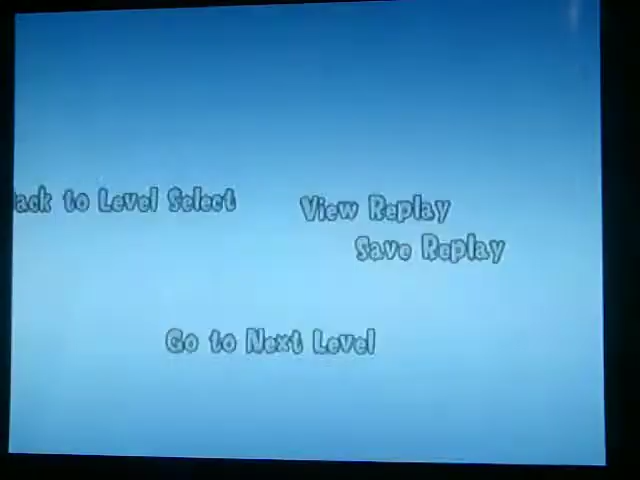 ack to Level Select
View Replay
Save Replay
Go to Next Level